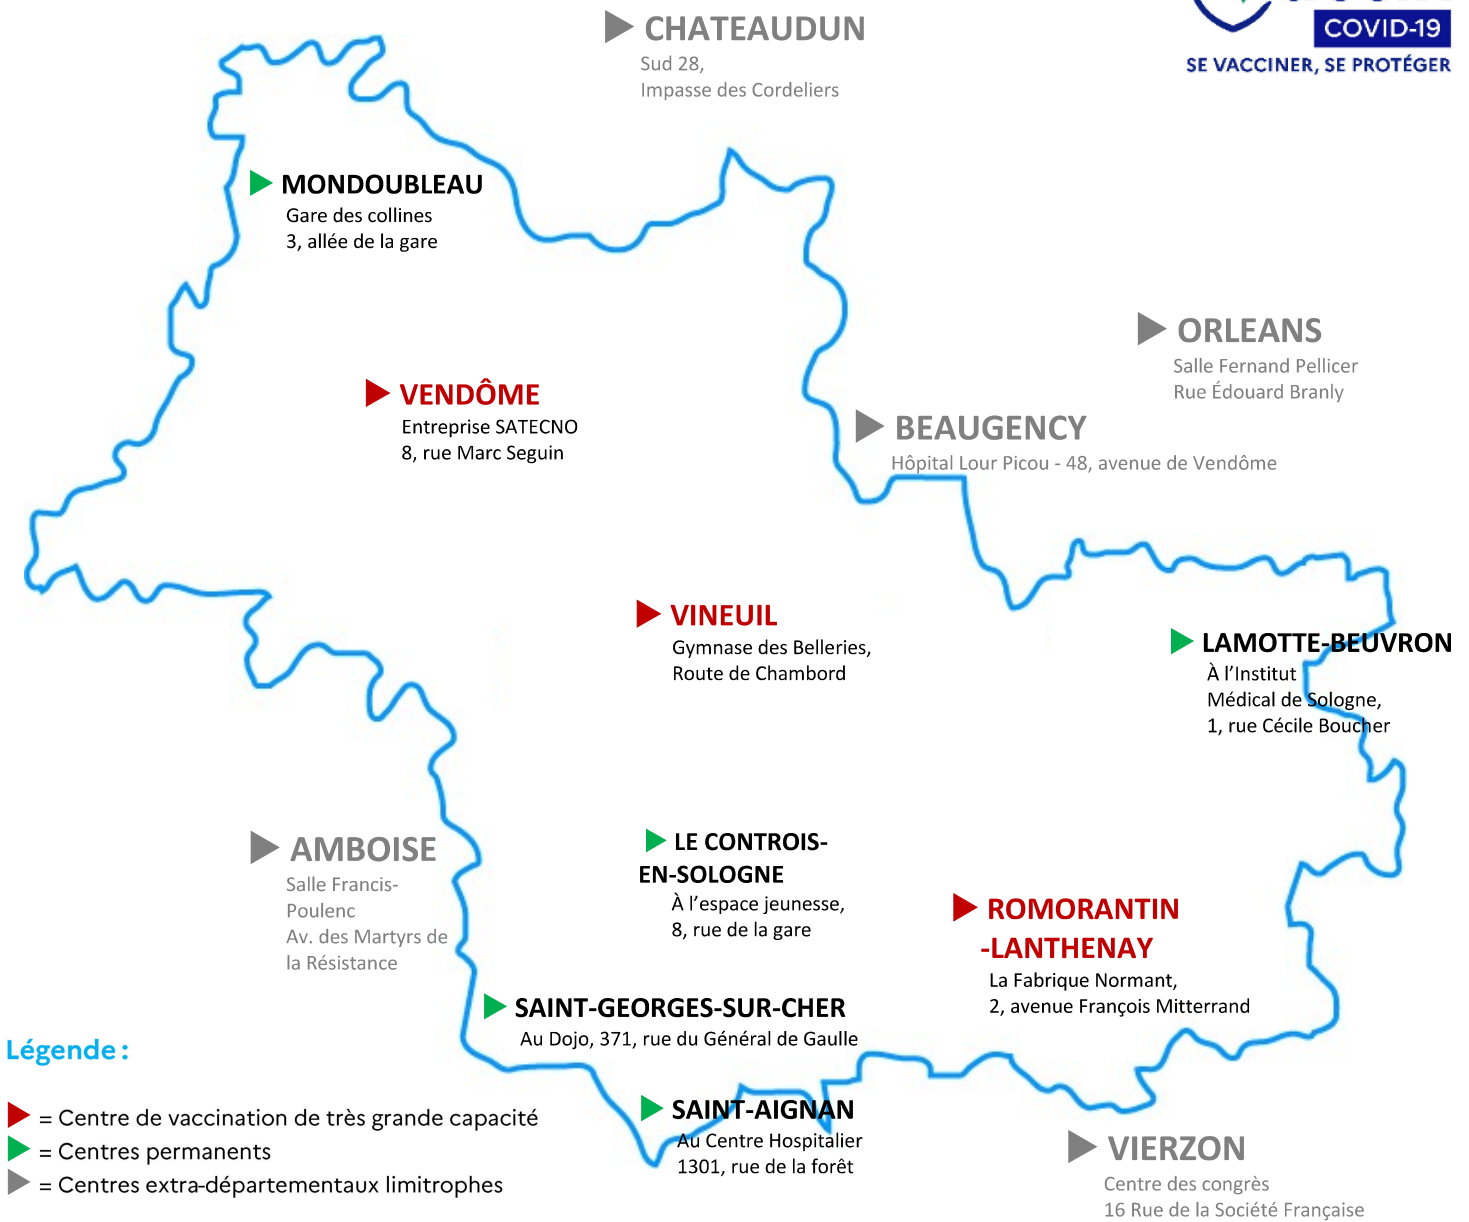 CHATEAUDUN
Sud 28,
Impasse des Cordeliers
COVID-19
SE VACCINER, SE PROTÉGER
MONDOUBLEAU
Gare des collines
3, allée de la gare
ORLEANS
Salle Fernand Pellicer
Rue Édouard Branly
VENDÔME
Entreprise SATECNO
8, rue Marc Seguin
BEAUGENCY
Hôpital Lour Picou - 48, avenue de Vendôme
VINEUIL
Gymnase des Belleries,
Route de Chambord
LAMOTTE-BEUVRON
À l’Institut
Médical de Sologne,
1, rue Cécile Boucher
AMBOISE
Salle Francis-
Poulenc
Av. des Martyrs de
la Résistance
LE CONTROIS-
EN-SOLOGNE
À l’espace jeunesse,
8, rue de la gare
ROMORANTIN
-LANTHENAY
La Fabrique Normant,
2, avenue François Mitterrand
SAINT-GEORGES-SUR-CHER
Au Dojo, 371, rue du Général de Gaulle
SAINT-AIGNAN
Au Centre Hospitalier
1301, rue de la forêt
VIERZON
Centre des congrès
16 Rue de la Société Française
Légende :
= Centre de vaccination de très grande capacité
= Centres permanents
= Centres extra-départementaux limitrophes